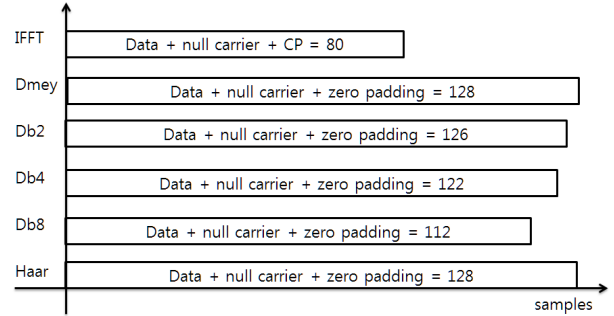 IFFT
Data + null carrier + CP = 80
Dmey
Data + null carrier + zero padding = 128
Db2
Data + null carrier + zero padding = 126
Db4
Data + null carrier + zero padding = 122
Db8
Data + null carrier + zero padding = 112
Haar
Data + null carrier + zero padding = 128
samples